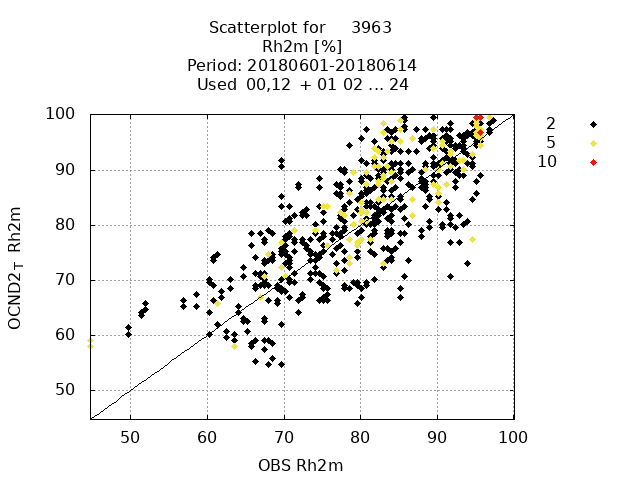 Scatterplot for 3963
Rh2m [%]
Period: 20180601-20180614
Used 00,12 + 01 02 ... 24
100
90
80
70
60
50
OCND2T Rh2m
50 60 70 80 90 100
OBS Rh2m
2
5
10